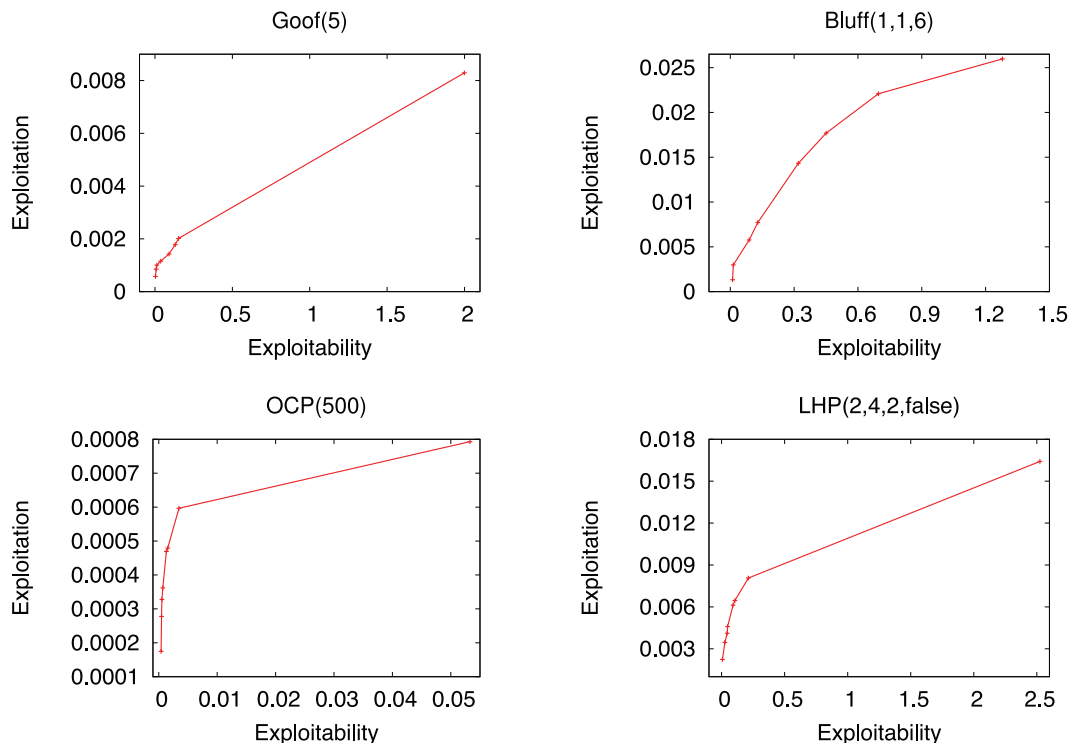 Goof(5)
0.008
0.006
0.004
0.002
0
Exploitation
0 0.5 1 1.5 2
Exploitability
Bluff(1,1,6)
0.025
0.02
0.015
0.01
0.005
0
Exploitation
0 0.3 0.6 0.9 1.2 1.5
Exploitability
OCP(500)
0.0008
0.0007
0.0006
0.0005
0.0004
0.0003
0.0002
0.0001
Exploitation
0 0.01 0.02 0.03 0.04 0.05
Exploitability
LHP(2,4,2,false)
0.018
0.015
0.012
0.009
0.006
0.003
Exploitation
0 0.5 1 1.5 2 2.5
Exploitability